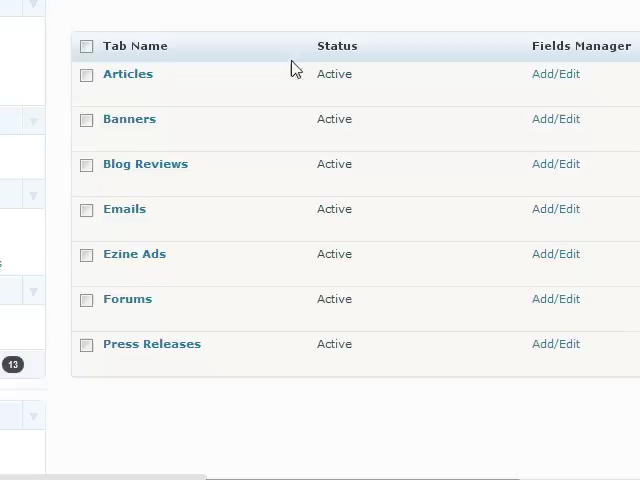 Tab Name Status Fields Manager
Articles Active Add/Edit
Banners Active Add/Edit
Blog Reviews Active Add/Edit
Emails Active Add/Edit
Ezine Ads Active Add/Edit
Forums Active Add/Edit
Press Releases Active Add/Edit
s
13